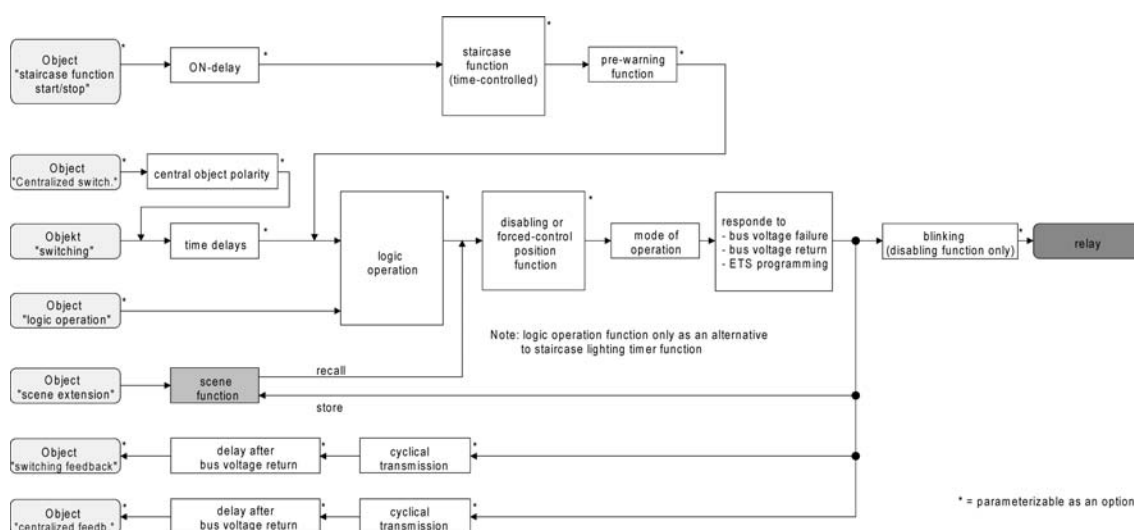 Object
"staircase function
start/stop"
*
ON-delay
*
staircase
function
(time-controlled)
*
pre-warning
function
*
Object
"Centralized switch."
*
central object polarity
*
Objekt
"switching"
*
time delays
*
logic
operation
*
disabling or
forced-control
position
function
*
mode of
operation
responde to
- bus voltage failure
- bus voltage return
- ETS programming
blinking
(disabling function only)
*
relay
Object
"logic operation"
*
Note: logic operation function only as an alternative
to staircase lighting timer function
Object
"scene extension"
*
scene
function
recall
store
Object
"switching feedback"
*
delay after
bus voltage return
*
cyclical
transmission
*
Object
"centralized feedb."
*
delay after
bus voltage return
*
cyclical
transmission
*
* = parameterizable as an option